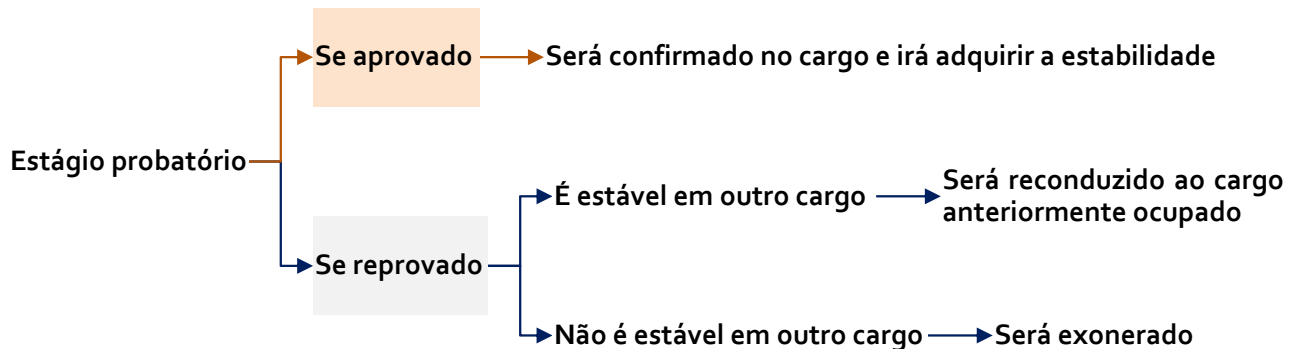 Se aprovado
Será confirmado no cargo e irá adquirir a estabilidade
Estágio probatório
É estável em outro cargo
Será reconduzido ao cargo
anteriormente ocupado
Se reprovado
Não é estável em outro cargo
Será exonerado